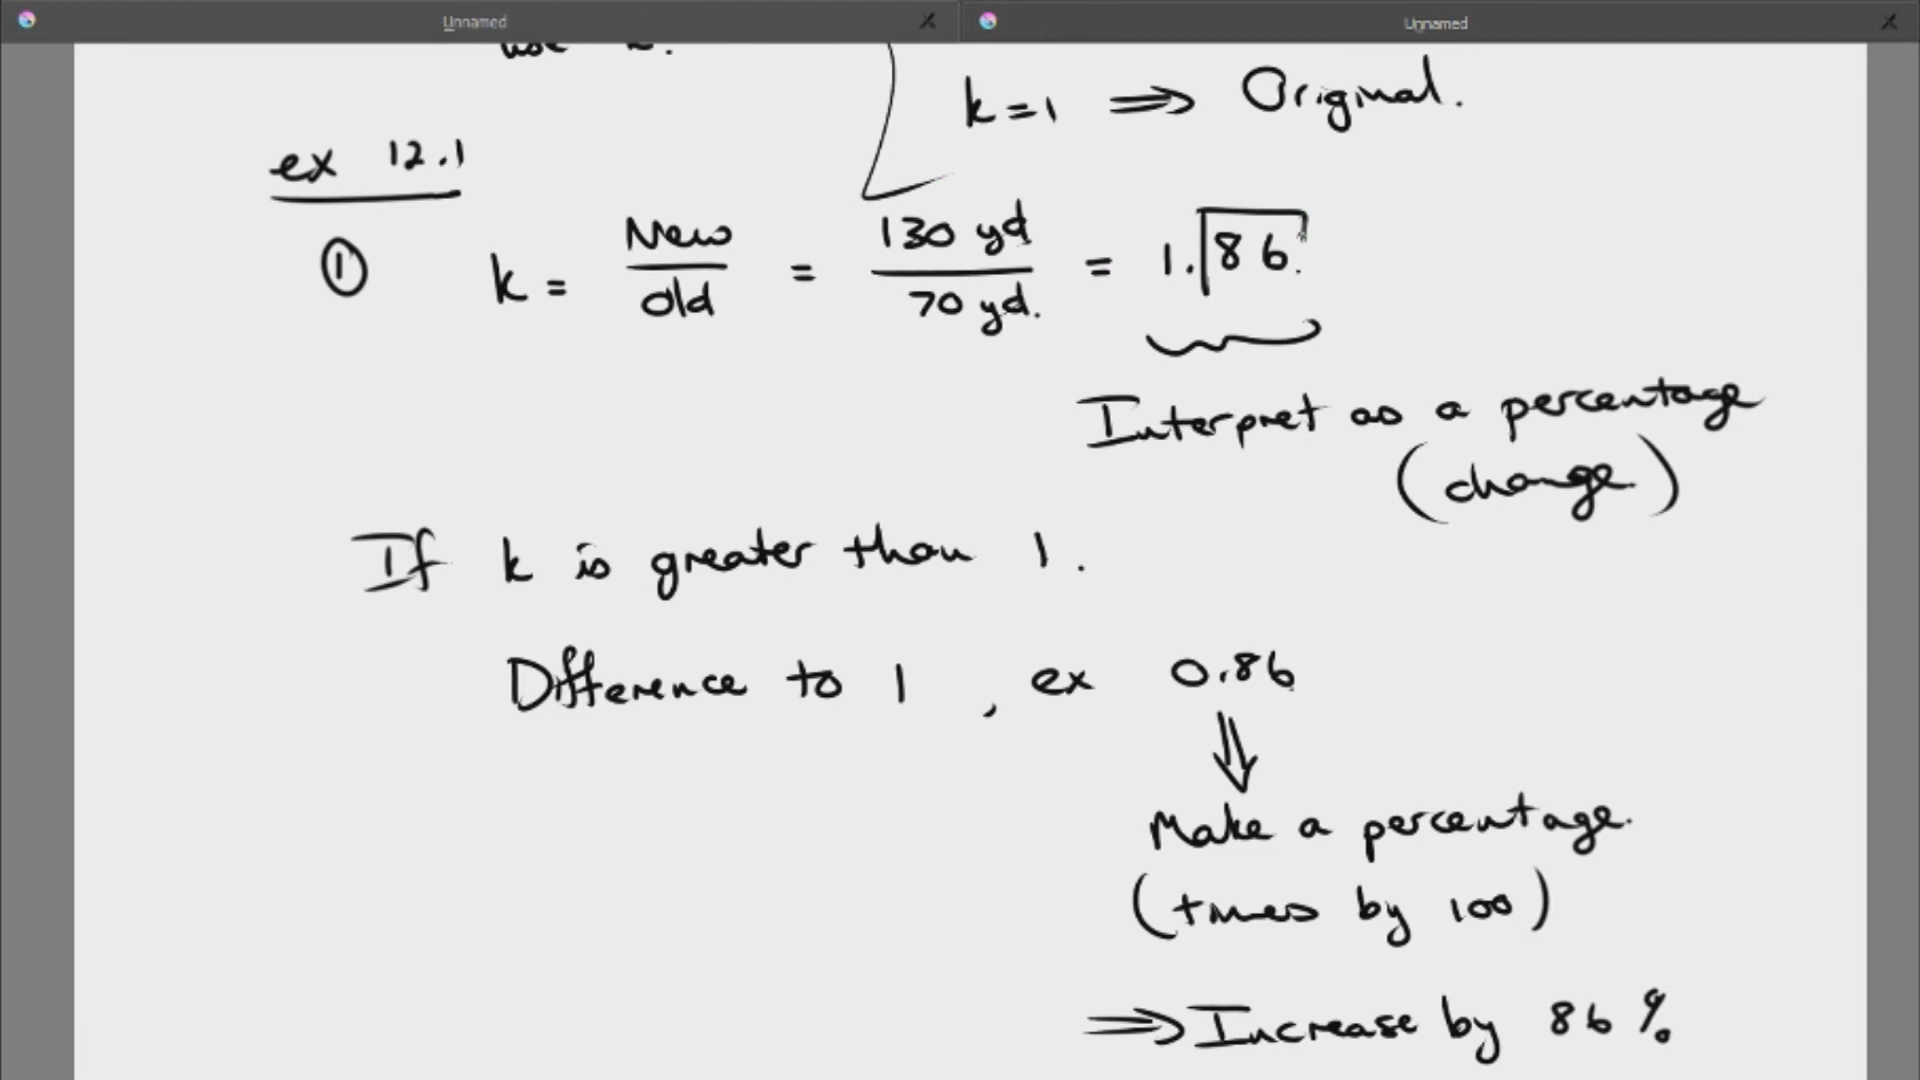 Unnamed
Unnamed
k = 1 ⇒ Original.
ex 12.1
① k = New/Old = 130 yd/70 yd. = 1.86.
Interpret as a percentage
(change)
If k is greater than 1.
Difference to 1, ex 0.86
⇓
Make a percentage.
(times by 100)
⇒ Increase by 86%